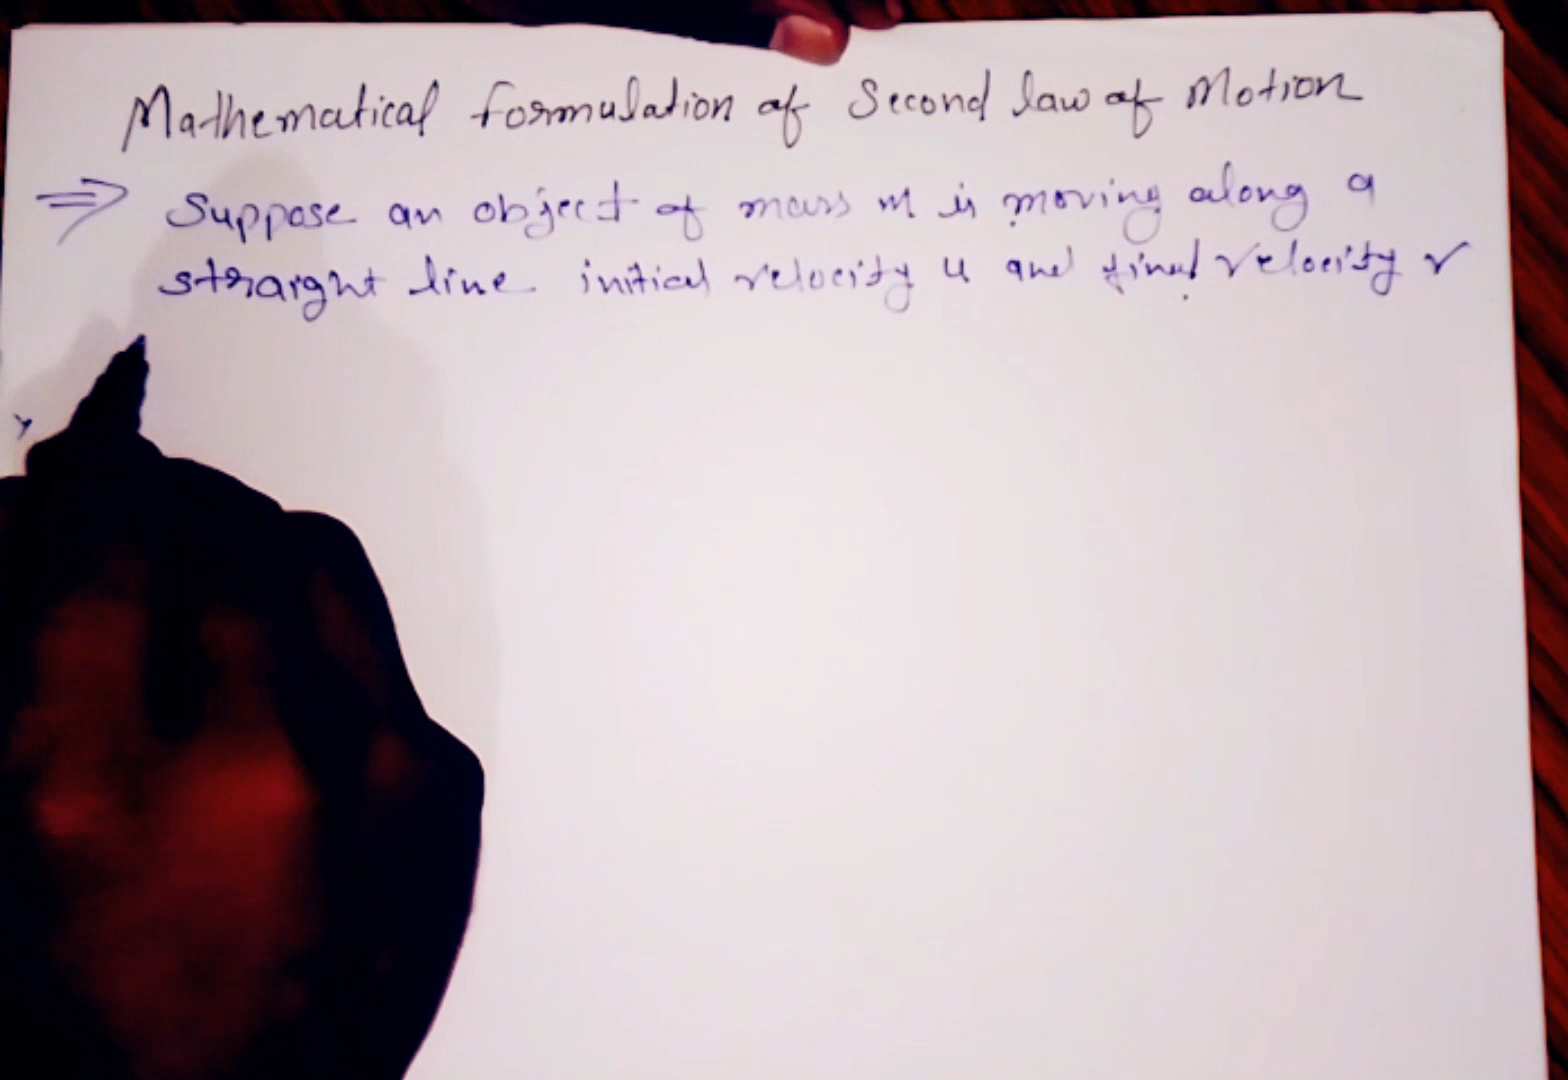 Mathematical formulation of Second law of Motion
⇒ Suppose an object of mass m is moving along a
straight line initial velocity u and final velocity v